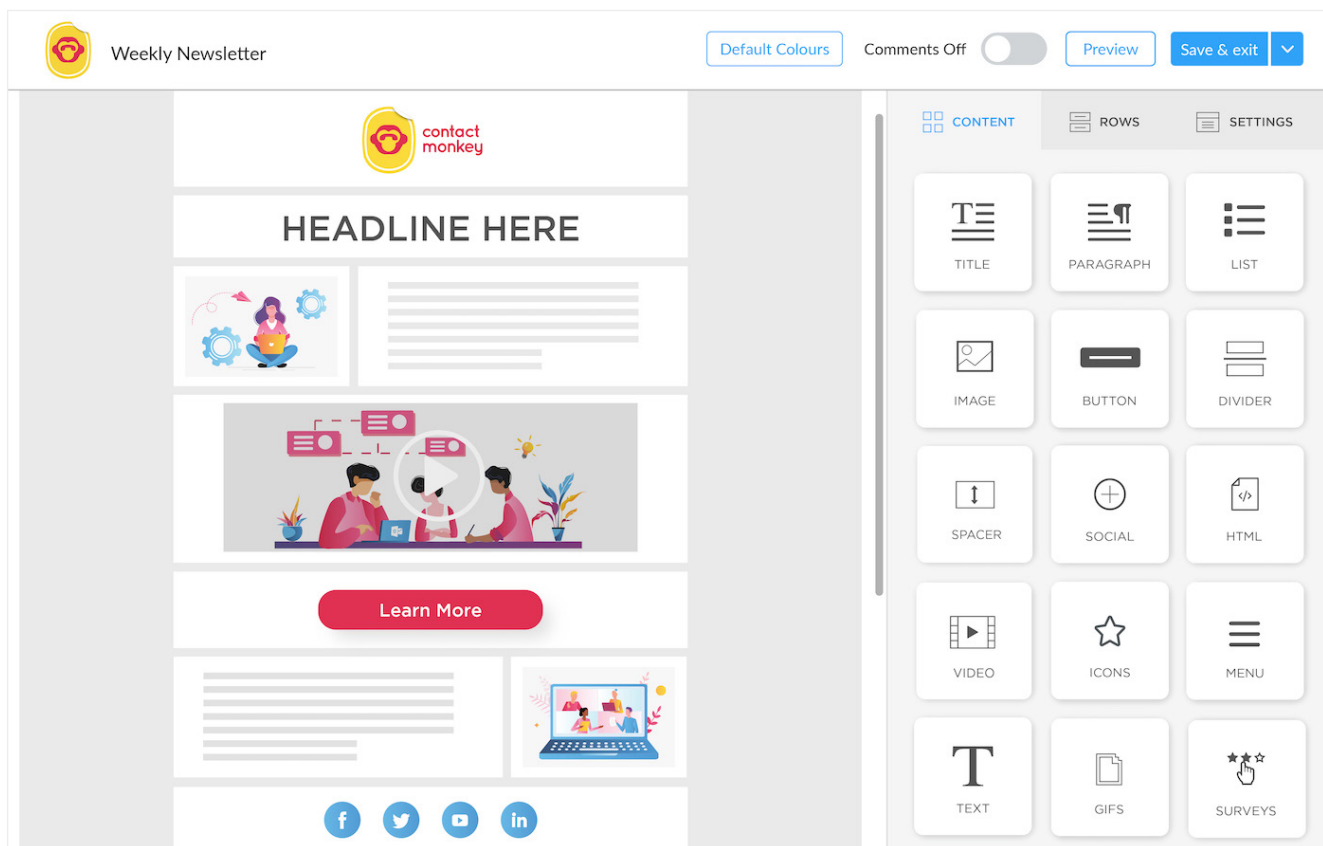 Weekly Newsletter
Default Colours
Comments Off
Preview
Save & exit
contact
monkey
HEADLINE HERE
Learn More
CONTENT
ROWS
SETTINGS
TITLE
PARAGRAPH
LIST
IMAGE
BUTTON
DIVIDER
SPACER
SOCIAL
HTML
VIDEO
ICONS
MENU
TEXT
GIFS
SURVEYS